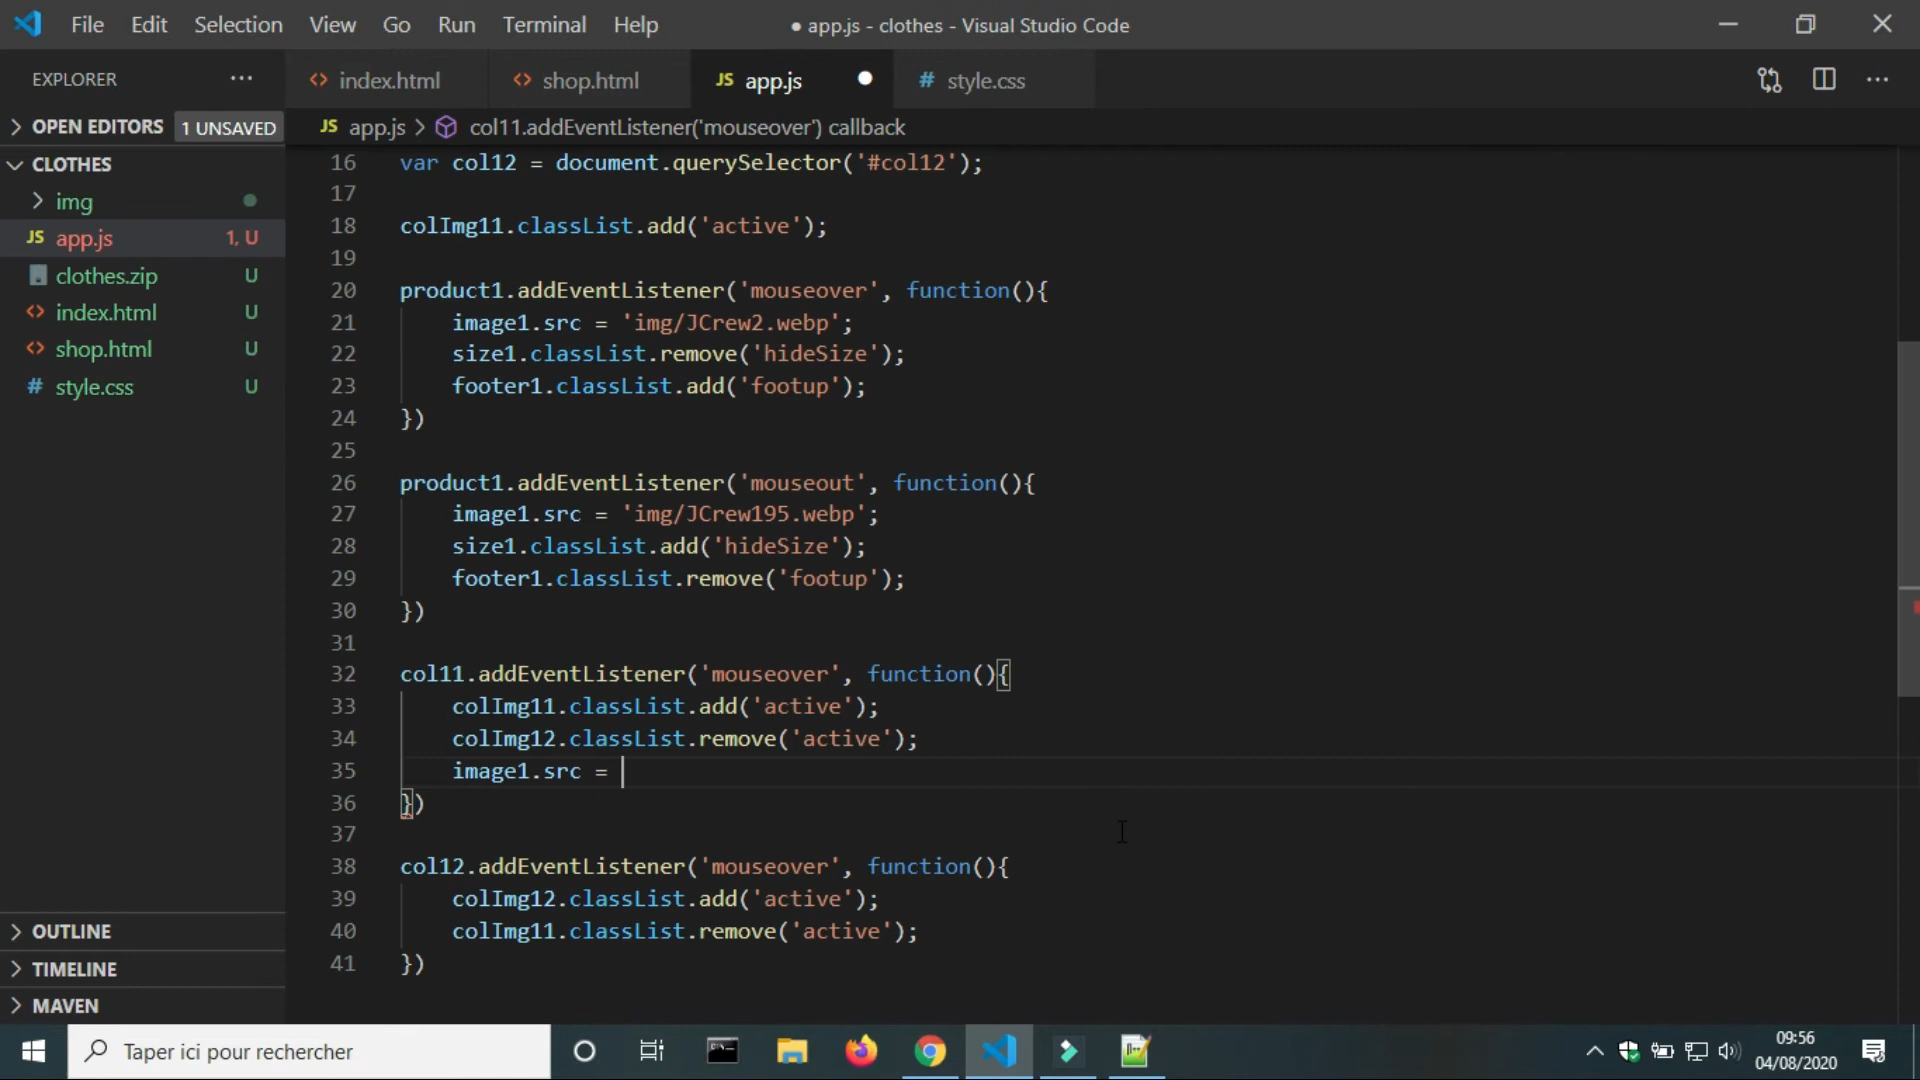 File Edit Selection View Go Run Terminal Help ● app.js - clothes - Visual Studio Code
EXPLORER ··· <> index.html <> shop.html JS app.js ● # style.css ···
OPEN EDITORS 1 UNSAVED JS app.js > col11.addEventListener('mouseover') callback
CLOTHES
img
JS app.js 1, U
clothes.zip U
<> index.html U
<> shop.html U
# style.css U
OUTLINE
TIMELINE
MAVEN
16 var col12 = document.querySelector('#col12');
17
18 colImg11.classList.add('active');
19
20 product1.addEventListener('mouseover', function(){
21 image1.src = 'img/JCrew2.webp';
22 size1.classList.remove('hideSize');
23 footer1.classList.add('footup');
24 })
25
26 product1.addEventListener('mouseout', function(){
27 image1.src = 'img/JCrew195.webp';
28 size1.classList.add('hideSize');
29 footer1.classList.remove('footup');
30 })
31
32 col11.addEventListener('mouseover', function(){
33 colImg11.classList.add('active');
34 colImg12.classList.remove('active');
35 image1.src =
36 })
37
38 col12.addEventListener('mouseover', function(){
39 colImg12.classList.add('active');
40 colImg11.classList.remove('active');
41 })
Taper ici pour rechercher
09:56
04/08/2020